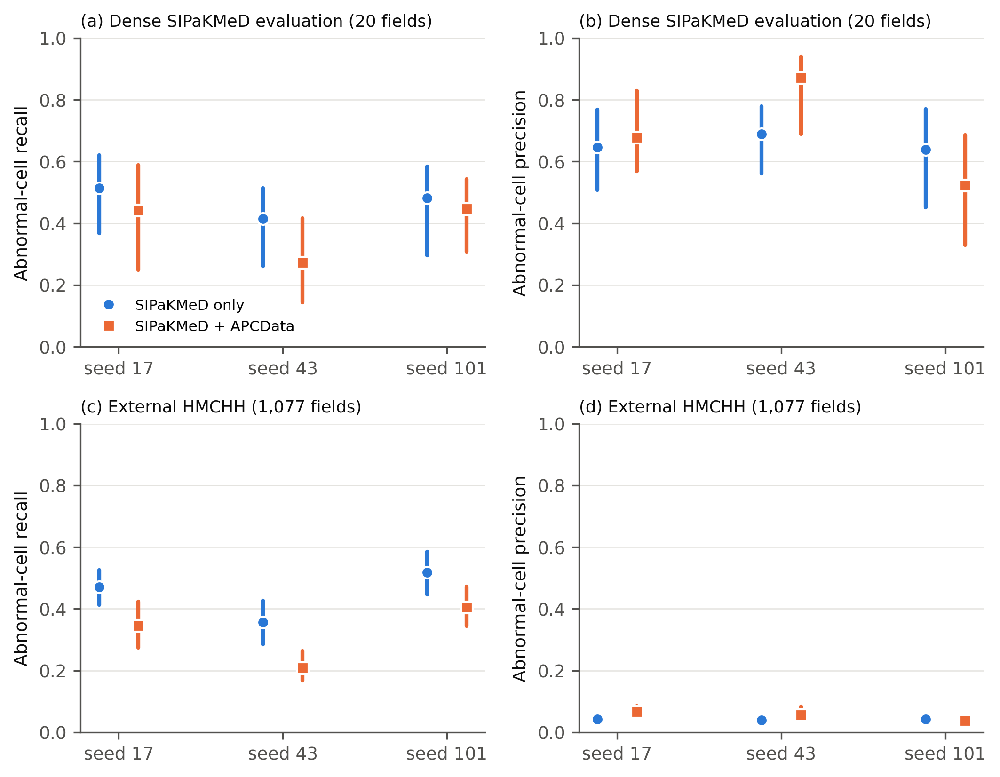 (a) Dense SIPaKMeD evaluation (20 fields)
Abnormal-cell recall
1.0
0.8
0.6
0.4
0.2
0.0
SIPaKMeD only
SIPaKMeD + APCData
seed 17
seed 43
seed 101
(b) Dense SIPaKMeD evaluation (20 fields)
Abnormal-cell precision
1.0
0.8
0.6
0.4
0.2
0.0
seed 17
seed 43
seed 101
(c) External HMCHH (1,077 fields)
Abnormal-cell recall
1.0
0.8
0.6
0.4
0.2
0.0
seed 17
seed 43
seed 101
(d) External HMCHH (1,077 fields)
Abnormal-cell precision
1.0
0.8
0.6
0.4
0.2
0.0
seed 17
seed 43
seed 101